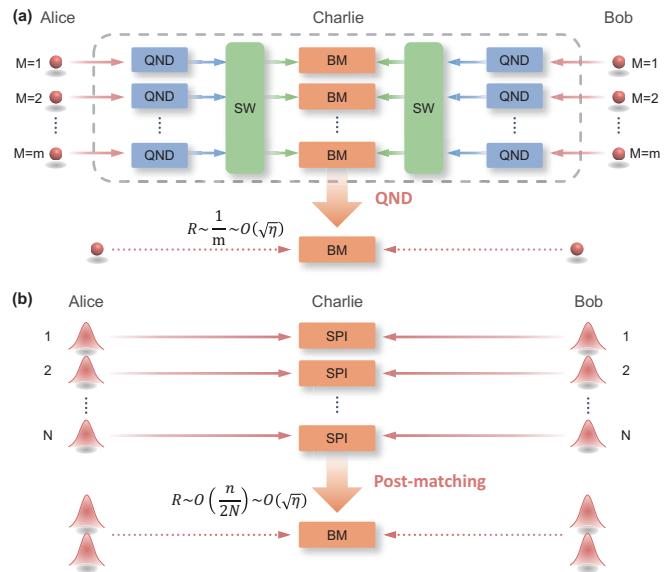 (a) Alice Charlie Bob
M=1 QND BM QND M=1
M=2 QND BM QND M=2
SW SW
M=m QND BM QND M=m
QND
R~1/m~O(√η)
BM
(b) Alice Charlie Bob
1 SPI 1
2 SPI 2
N SPI N
Post-matching
R~O(n/2N)~O(√η)
BM